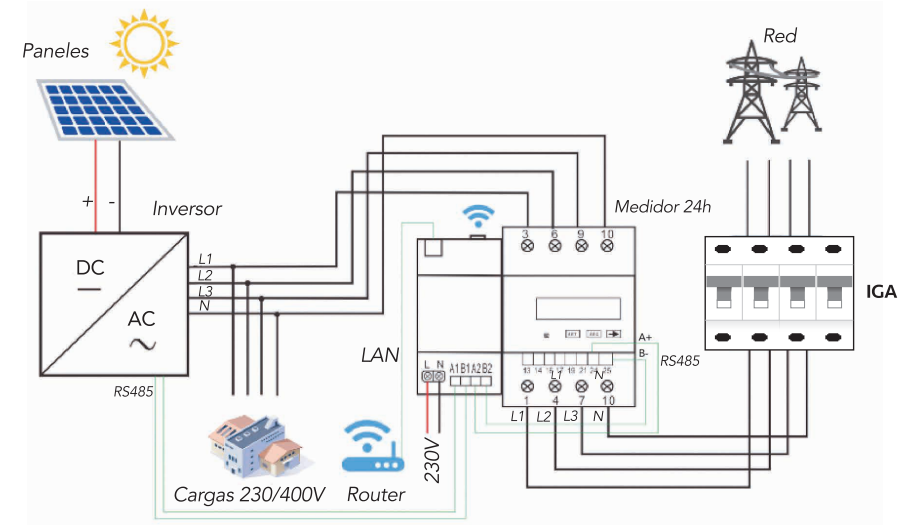 Paneles
Red
+ -
Inversor
Medidor 24h
3 6 9 10
DC
AC
L1
L2
L3
N
IGA
LAN
A+
B-
RS485
L N
A1 B1 A2 B2
13 14 15 17 19 21 24 25
L1 N
1 4 7 10
L1 L2 L3 N
RS485
230V
Cargas 230/400V
Router